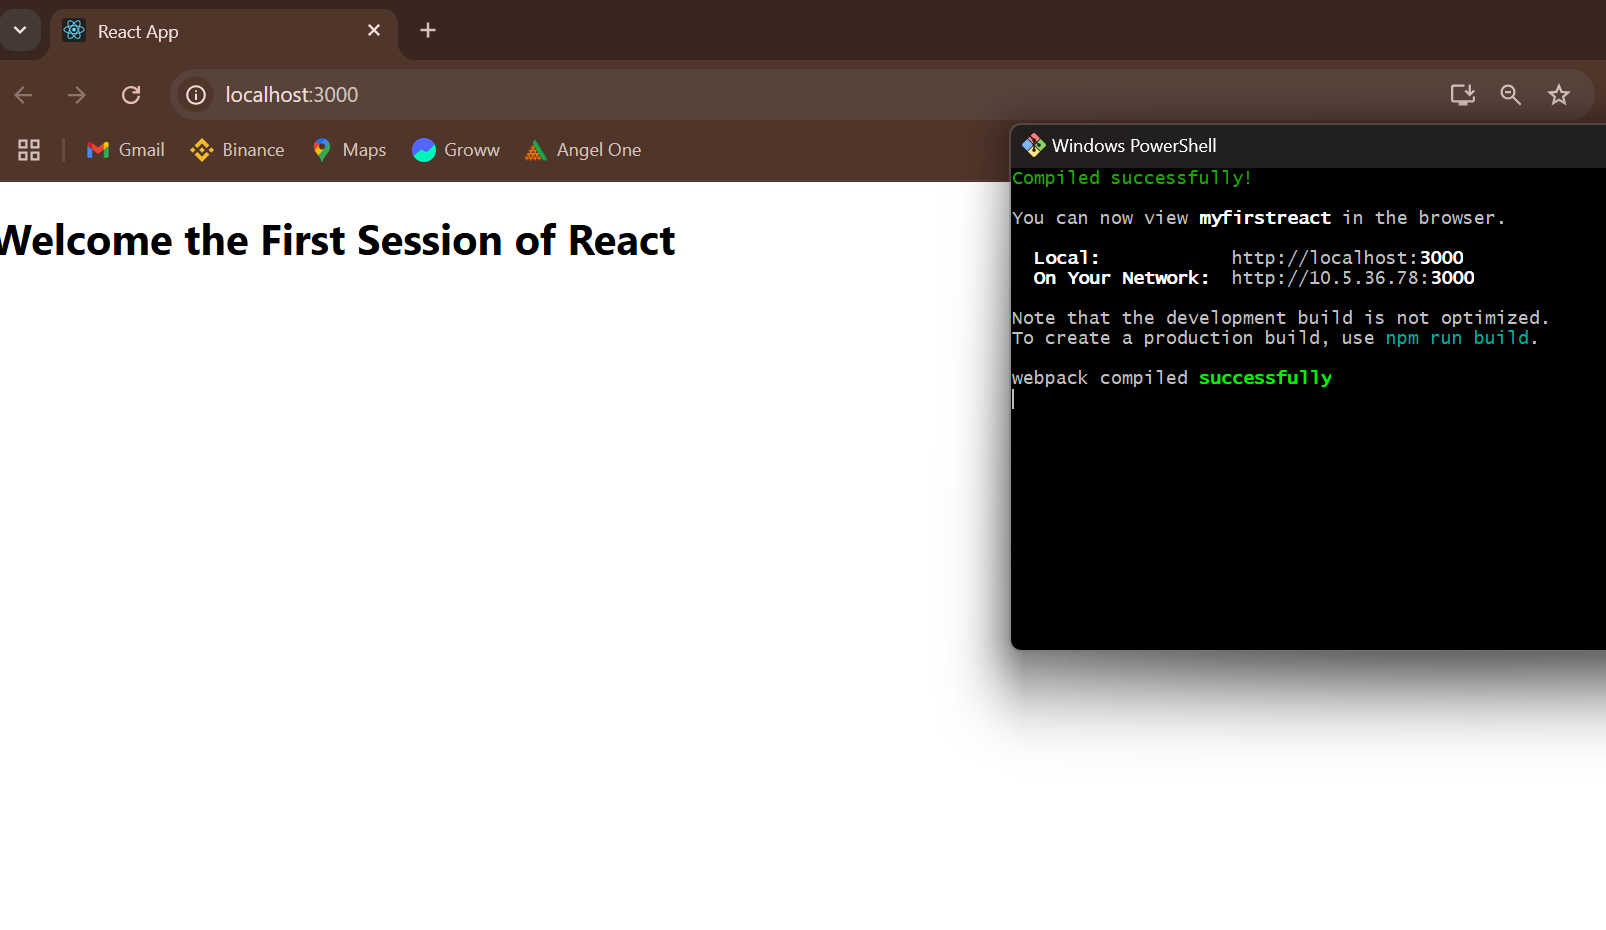 React App
localhost:3000
Gmail Binance Maps Groww Angel One
Welcome the First Session of React
Windows PowerShell
Compiled successfully!
You can now view myfirstreact in the browser.
Local: http://localhost:3000
On Your Network: http://10.5.36.78:3000
Note that the development build is not optimized.
To create a production build, use npm run build.
webpack compiled successfully